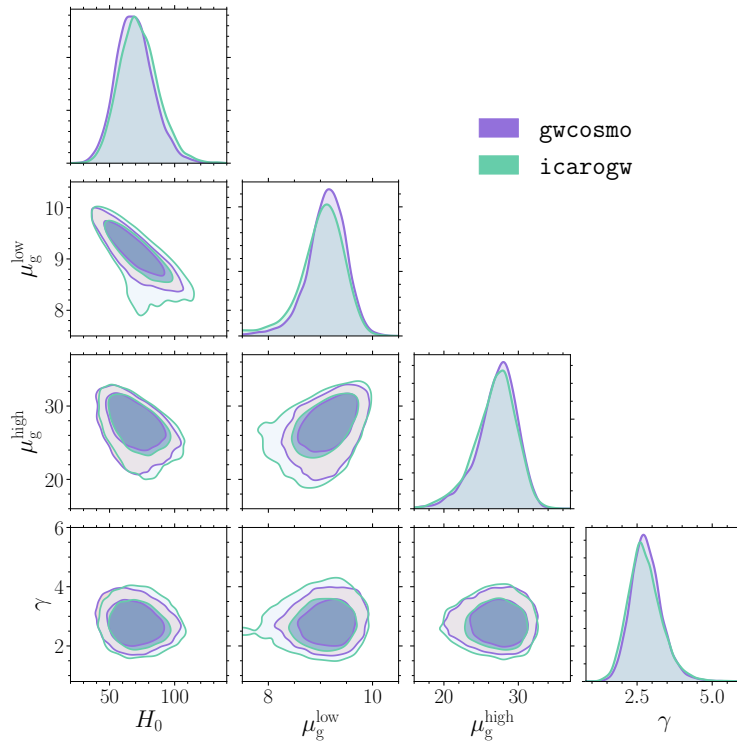 gwcosmo
icarogw
10
9
8
μ_g^low
30
20
μ_g^high
6
4
2
γ
50 100
8 10
20 30
2.5 5.0
H_0
μ_g^low
μ_g^high
γ